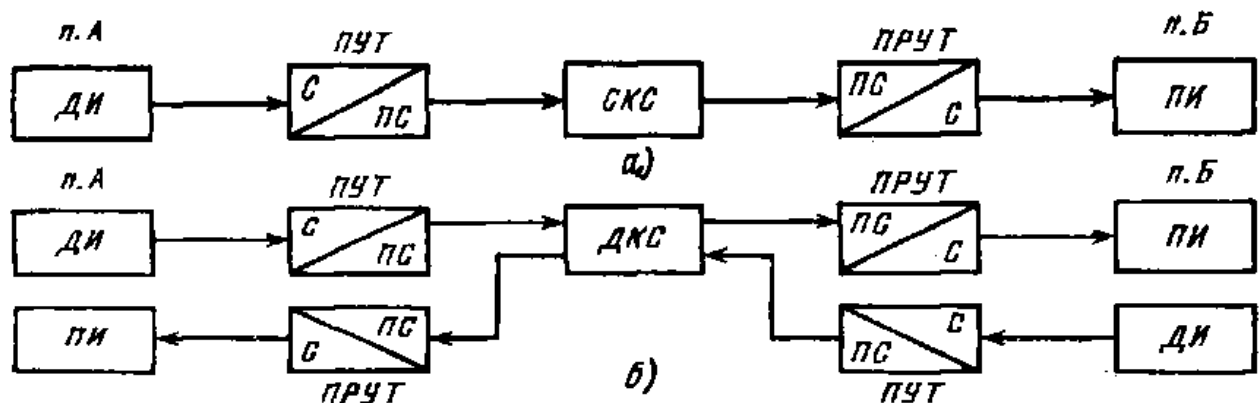 п. А ПУТ ПРУТ п. Б
ДИ С ПС СКС ПС С ПИ
а)
п. А ПУТ ПРУТ п. Б
ДИ С ПС ДКС ПС С ПИ
ПИ С ПС ПС С ДИ
ПРУТ б) ПУТ